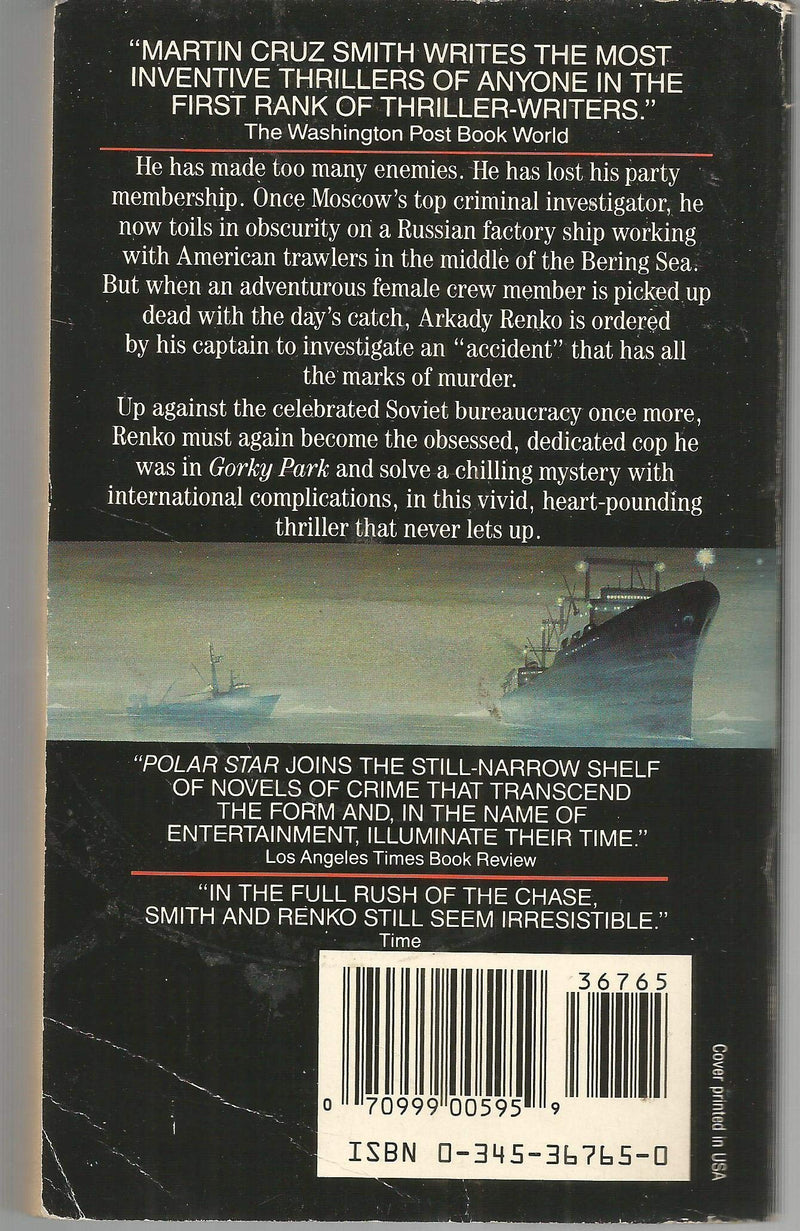 “MARTIN CRUZ SMITH WRITES THE MOST
INVENTIVE THRILLERS OF ANYONE IN THE
FIRST RANK OF THRILLER-WRITERS.”
The Washington Post Book World
He has made too many enemies. He has lost his party
membership. Once Moscow’s top criminal investigator, he
now toils in obscurity on a Russian factory ship working
with American trawlers in the middle of the Bering Sea.
But when an adventurous female crew member is picked up
dead with the day’s catch, Arkady Renko is ordered
by his captain to investigate an “accident” that has all
the marks of murder.
Up against the celebrated Soviet bureaucracy once more,
Renko must again become the obsessed, dedicated cop he
was in Gorky Park and solve a chilling mystery with
international complications, in this vivid, heart-pounding
thriller that never lets up.
“POLAR STAR JOINS THE STILL-NARROW SHELF
OF NOVELS OF CRIME THAT TRANSCEND
THE FORM AND, IN THE NAME OF
ENTERTAINMENT, ILLUMINATE THEIR TIME.”
Los Angeles Times Book Review
“IN THE FULL RUSH OF THE CHASE,
SMITH AND RENKO STILL SEEM IRRESISTIBLE.”
Time
36765
0 70999 00595 9
ISBN 0-345-36765-0
Cover printed in USA